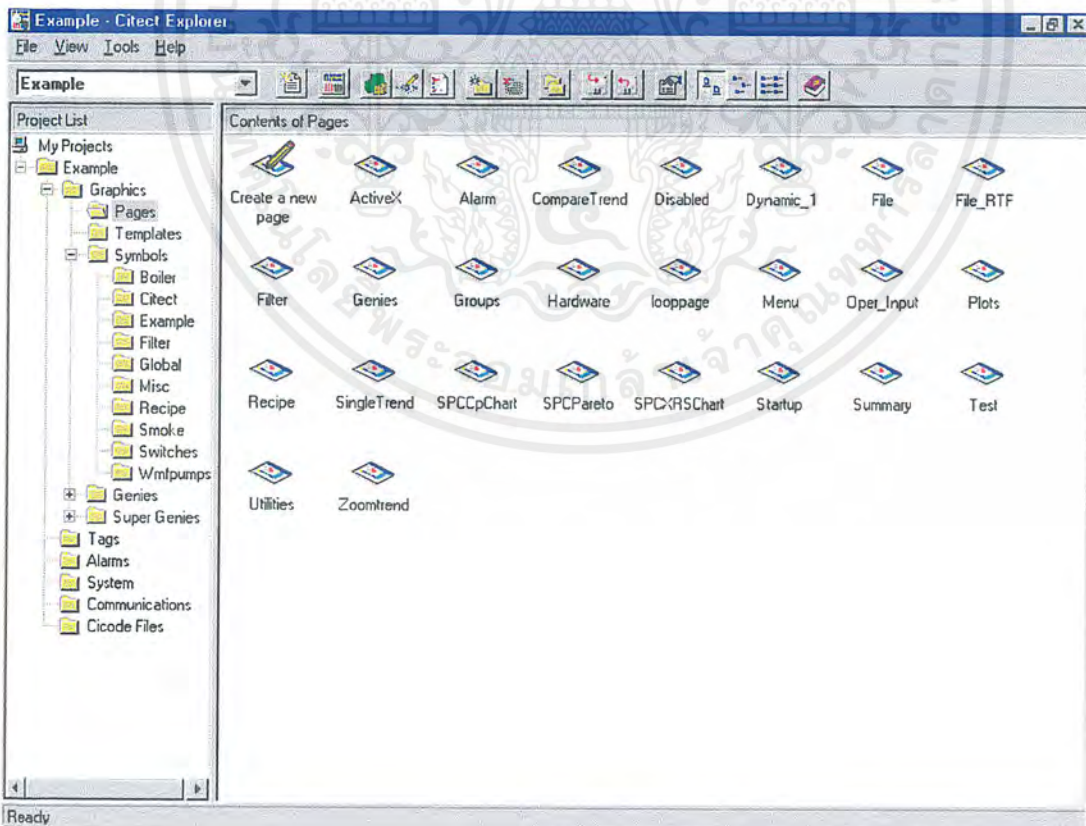 Example - Citect Explorer
File View Tools Help
Example
Project List
My Projects
Example
Graphics
Pages
Templates
Symbols
Boiler
Citect
Example
Filter
Global
Misc
Recipe
Smoke
Switches
Wmfpumps
Genies
Super Genies
Tags
Alarms
System
Communications
Cicode Files
Contents of Pages
Create a new page
ActiveX
Alarm
CompareTrend
Disabled
Dynamic_1
File
File_RTF
Filter
Genies
Groups
Hardware
looppage
Menu
Oper_Input
Plots
Recipe
SingleTrend
SPCCpChart
SPCPareto
SPCXRSChart
Startup
Summary
Test
Utilities
Zoomtrend
Ready